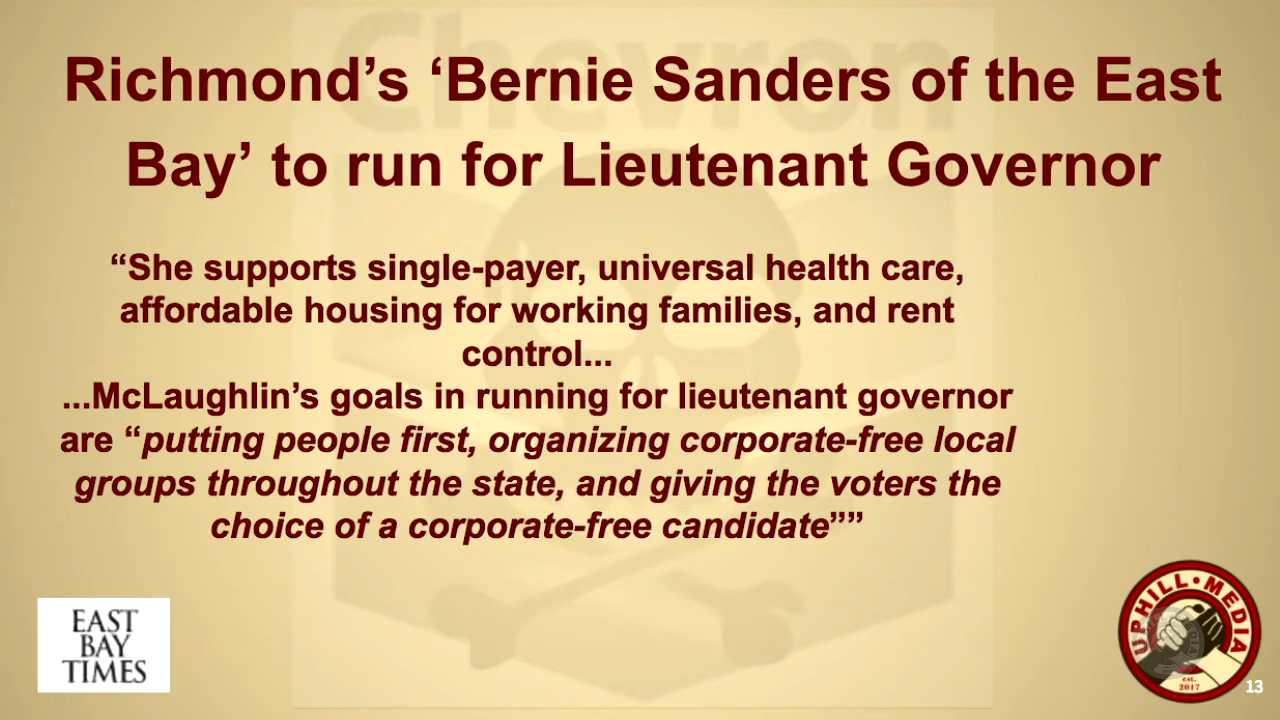 Chevron
Richmond’s ‘Bernie Sanders of the East
Bay’ to run for Lieutenant Governor
“She supports single-payer, universal health care,
affordable housing for working families, and rent
control...
...McLaughlin’s goals in running for lieutenant governor
are “putting people first, organizing corporate-free local
groups throughout the state, and giving the voters the
choice of a corporate-free candidate””
EAST
BAY
TIMES
UPHILL • MEDIA
est.
2017
13